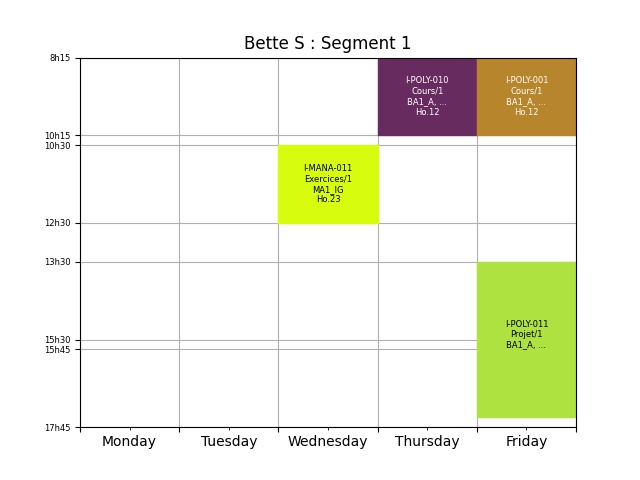 Bette S : Segment 1
8h15
10h15
10h30
12h30
13h30
15h30
15h45
17h45
I-POLY-010
Cours/1
BA1_A, ...
Ho.12
I-POLY-001
Cours/1
BA1_A, ...
Ho.12
I-MANA-011
Exercices/1
MA1_IG
Ho.23
I-POLY-011
Projet/1
BA1_A, ...
Monday
Tuesday
Wednesday
Thursday
Friday